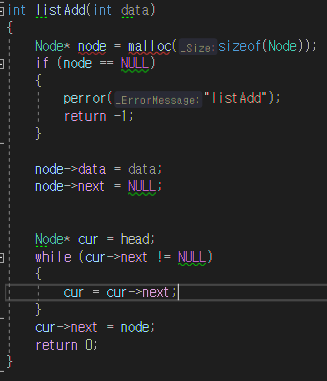 int listAdd(int data)
{
Node* node = malloc(_Size:sizeof(Node));
if (node == NULL)
{
perror(_ErrorMessage:"listAdd");
return -1;
}
node->data = data;
node->next = NULL;
Node* cur = head;
while (cur->next != NULL)
{
cur = cur->next;
}
cur->next = node;
return 0;
}